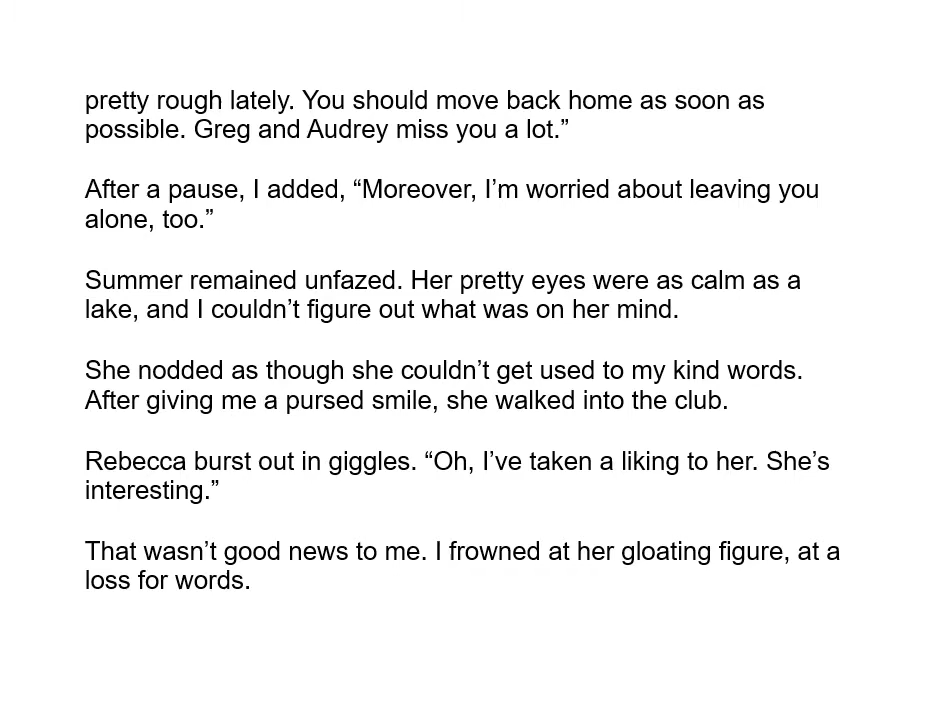 pretty rough lately. You should move back home as soon as
possible. Greg and Audrey miss you a lot.”
After a pause, I added, “Moreover, I’m worried about leaving you
alone, too.”
Summer remained unfazed. Her pretty eyes were as calm as a
lake, and I couldn’t figure out what was on her mind.
She nodded as though she couldn’t get used to my kind words.
After giving me a pursed smile, she walked into the club.
Rebecca burst out in giggles. “Oh, I’ve taken a liking to her. She’s
interesting.”
That wasn’t good news to me. I frowned at her gloating figure, at a
loss for words.